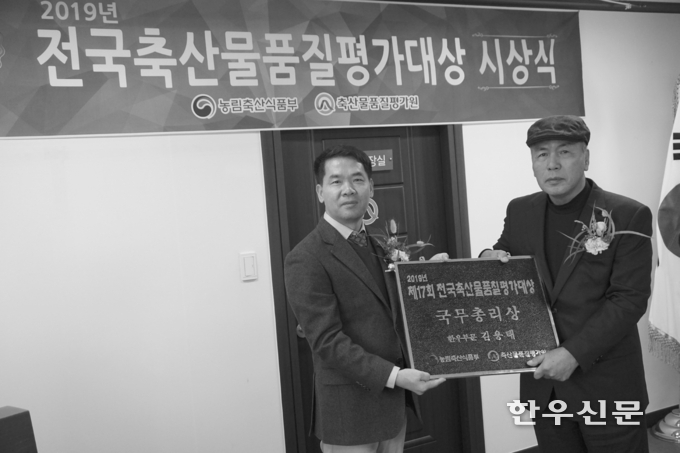 2019년
전국축산물품질평가대상 시상식
농림축산식품부 축산물품질평가원
장실
2019년
제17회 전국축산물품질평가대상
국무총리상
한우부문 김용대
농림축산식품부 축산물품질평가원
한우신문